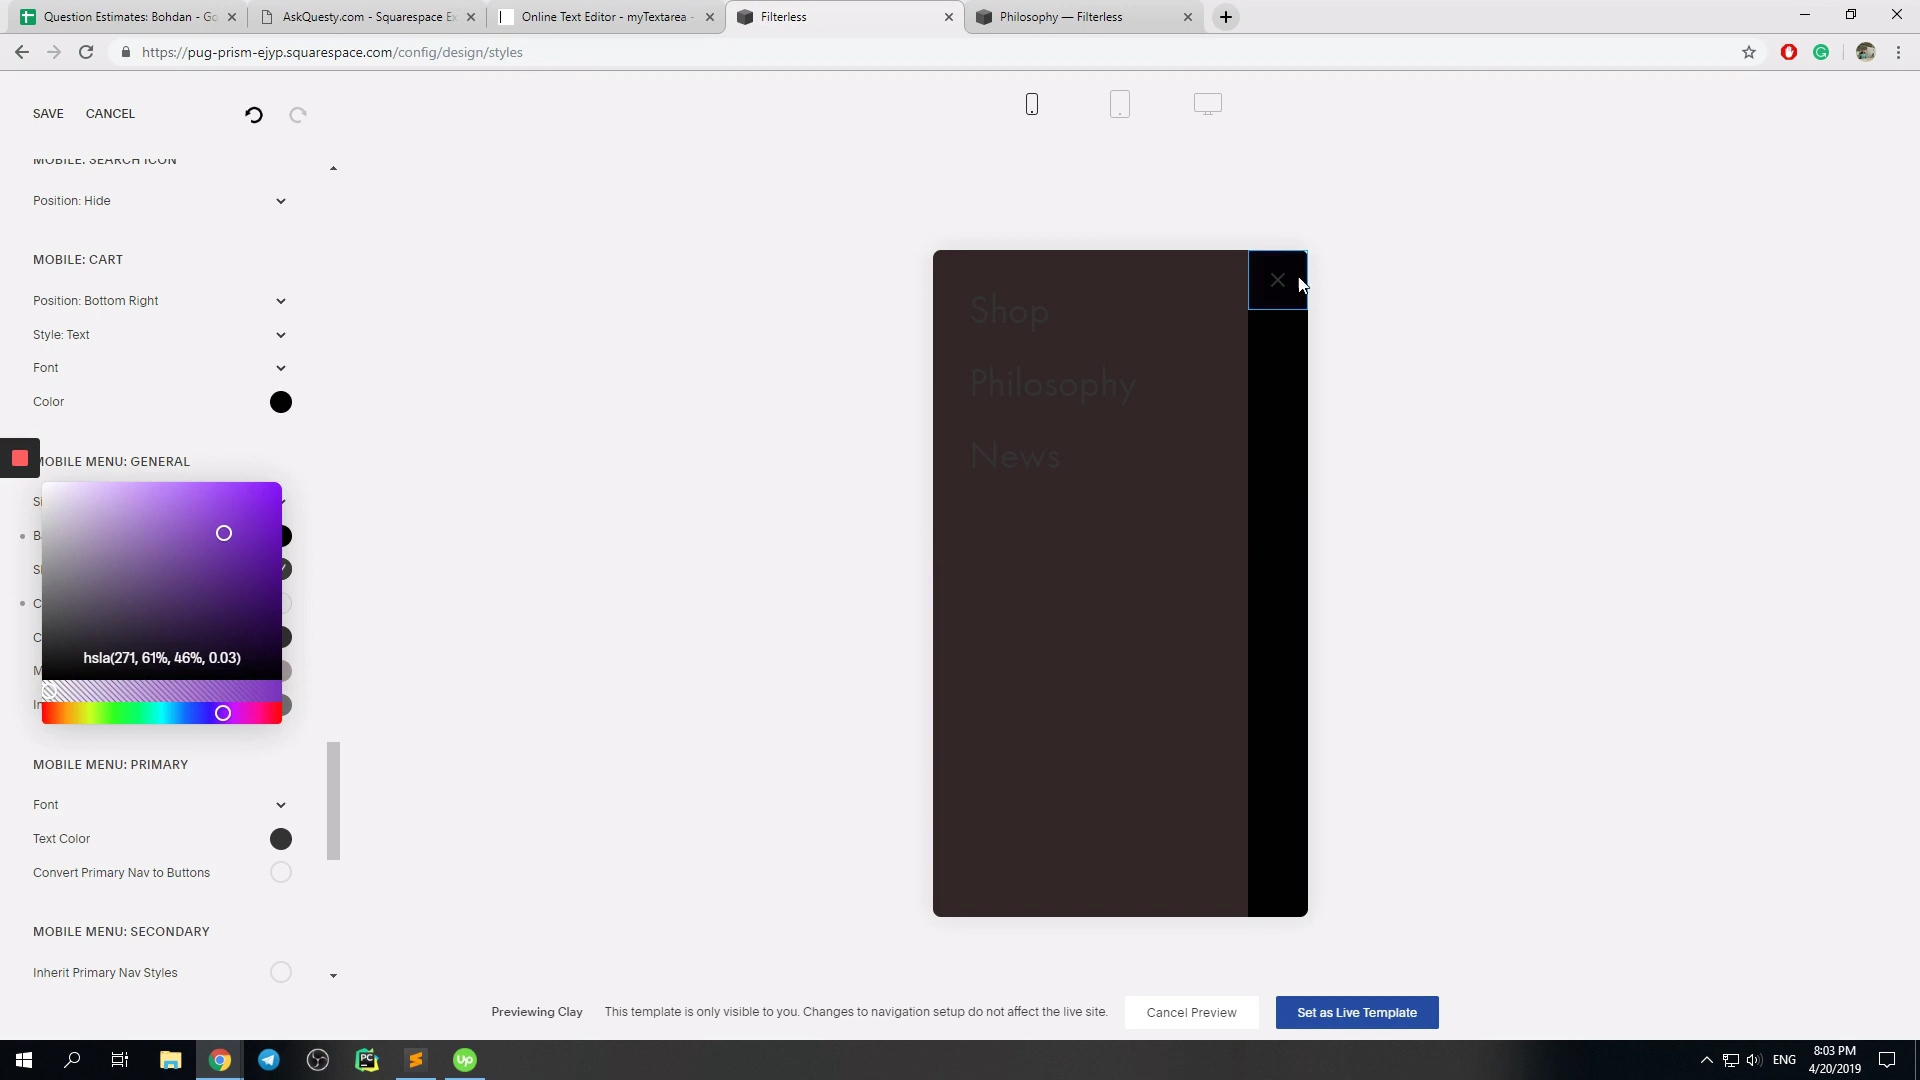 Question Estimates: Bohdan - Go
AskQuesty.com - Squarespace Ex
Online Text Editor - myTextarea -
Filterless
Philosophy — Filterless
https://pug-prism-ejyp.squarespace.com/config/design/styles
SAVE
CANCEL
MOBILE: SEARCH ICON
Position: Hide
MOBILE: CART
Position: Bottom Right
Style: Text
Font
Color
MOBILE MENU: GENERAL
hsla(271, 61%, 46%, 0.03)
MOBILE MENU: PRIMARY
Font
Text Color
Convert Primary Nav to Buttons
MOBILE MENU: SECONDARY
Inherit Primary Nav Styles
Shop
Philosophy
News
Previewing Clay
This template is only visible to you. Changes to navigation setup do not affect the live site.
Cancel Preview
Set as Live Template
ENG
8:03 PM
4/20/2019